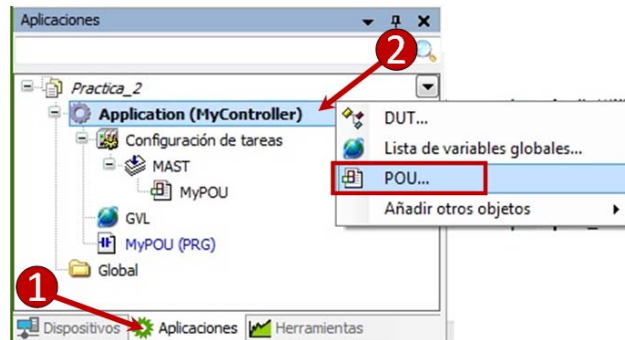 Aplicaciones
2
Practica_2
Application (MyController)
Configuración de tareas
MAST
MyPOU
GVL
MyPOU (PRG)
Global
DUT...
Lista de variables globales...
POU...
Añadir otros objetos
1
Dispositivos Aplicaciones Herramientas